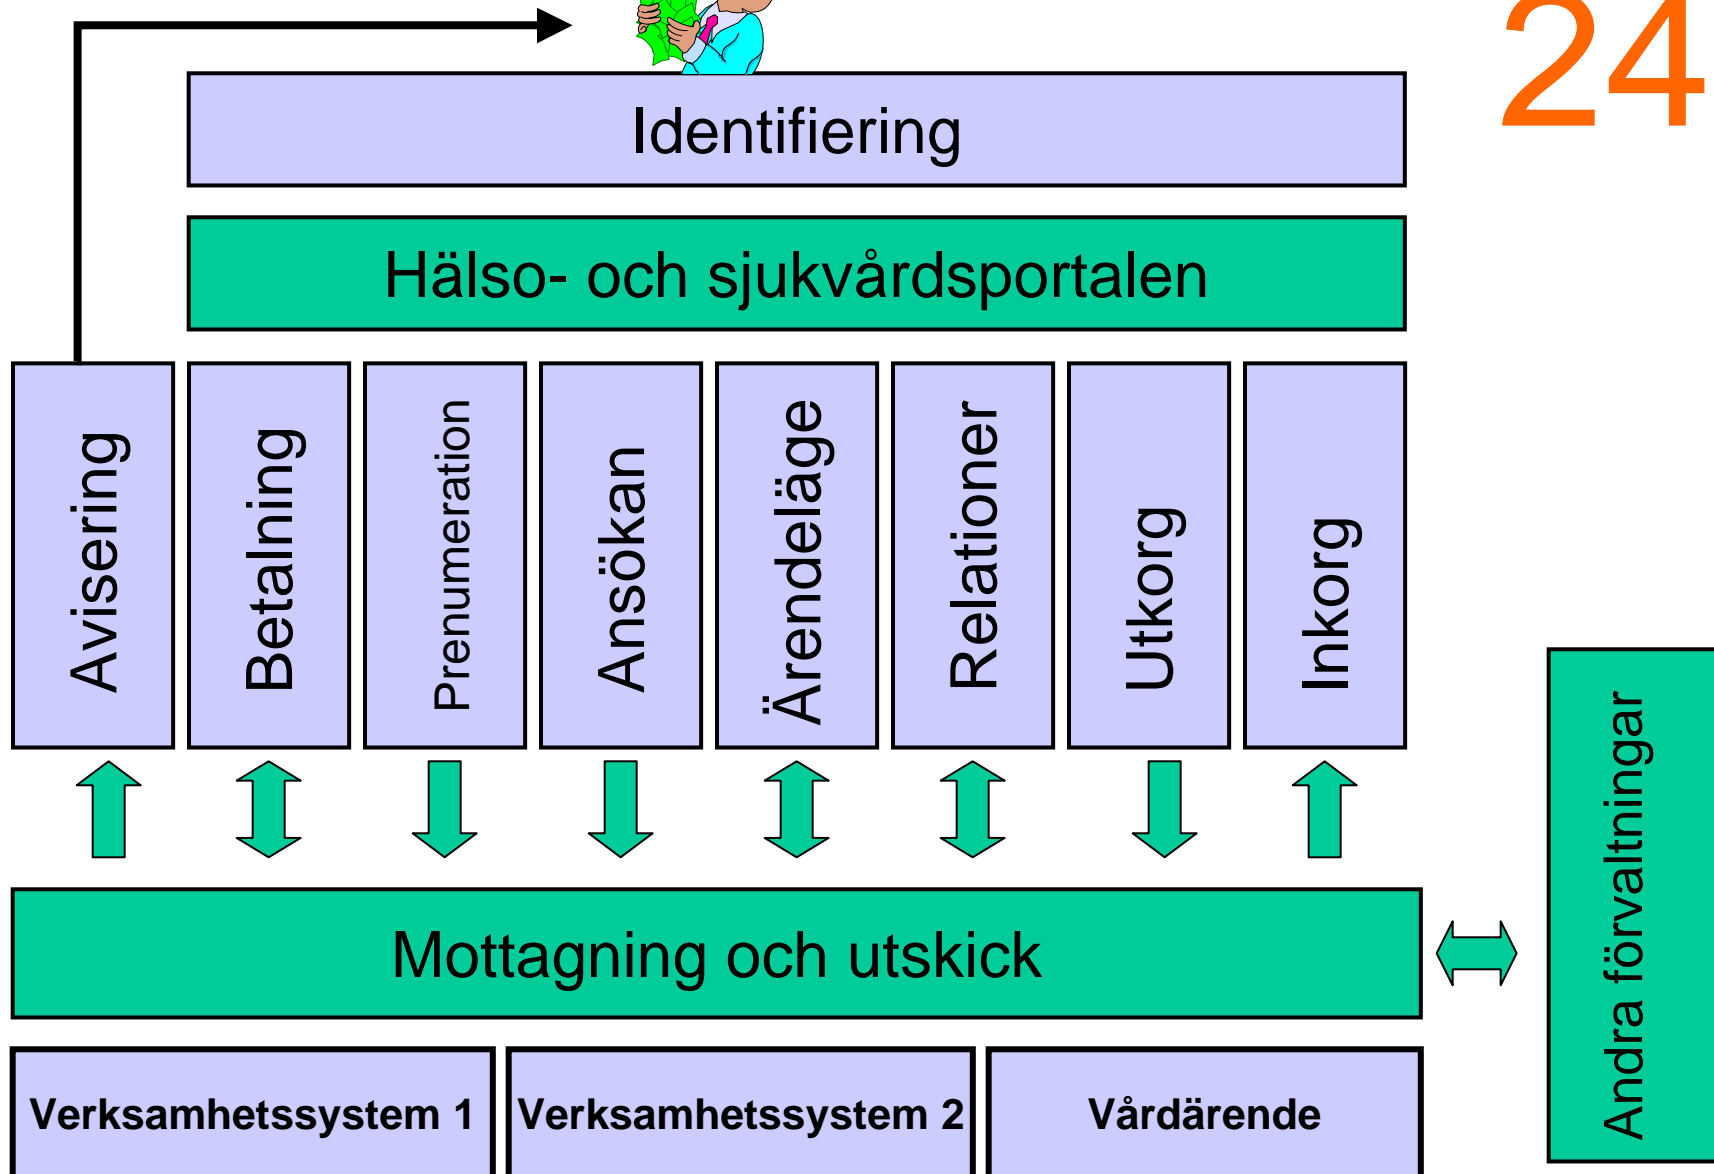 24
Identifiering
Hälso- och sjukvårdsportalen
Avisering
Betalning
Prenumeration
Ansökan
Ärendeläge
Relationer
Utkorg
Inkorg
Andra förvaltningar
Mottagning och utskick
Verksamhetssystem 1
Verksamhetssystem 2
Vårdärende